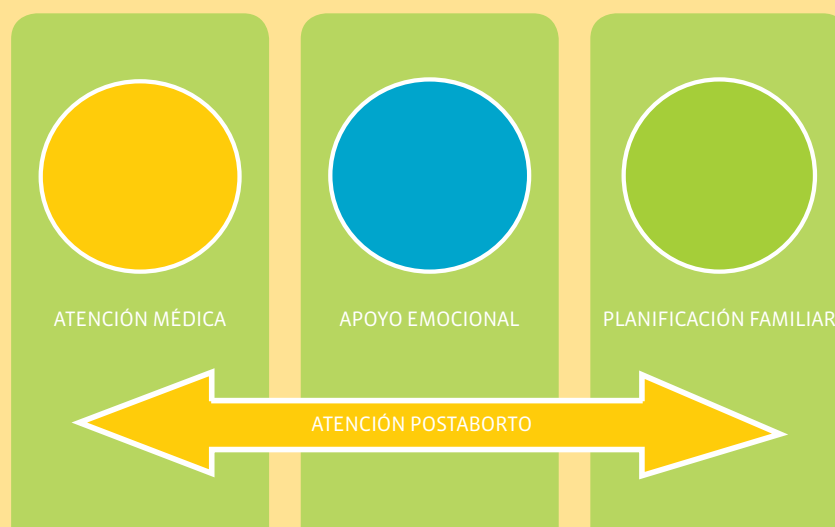 ATENCIÓN MÉDICA
APOYO EMOCIONAL
PLANIFICACIÓN FAMILIAR
ATENCIÓN POSTABORTO